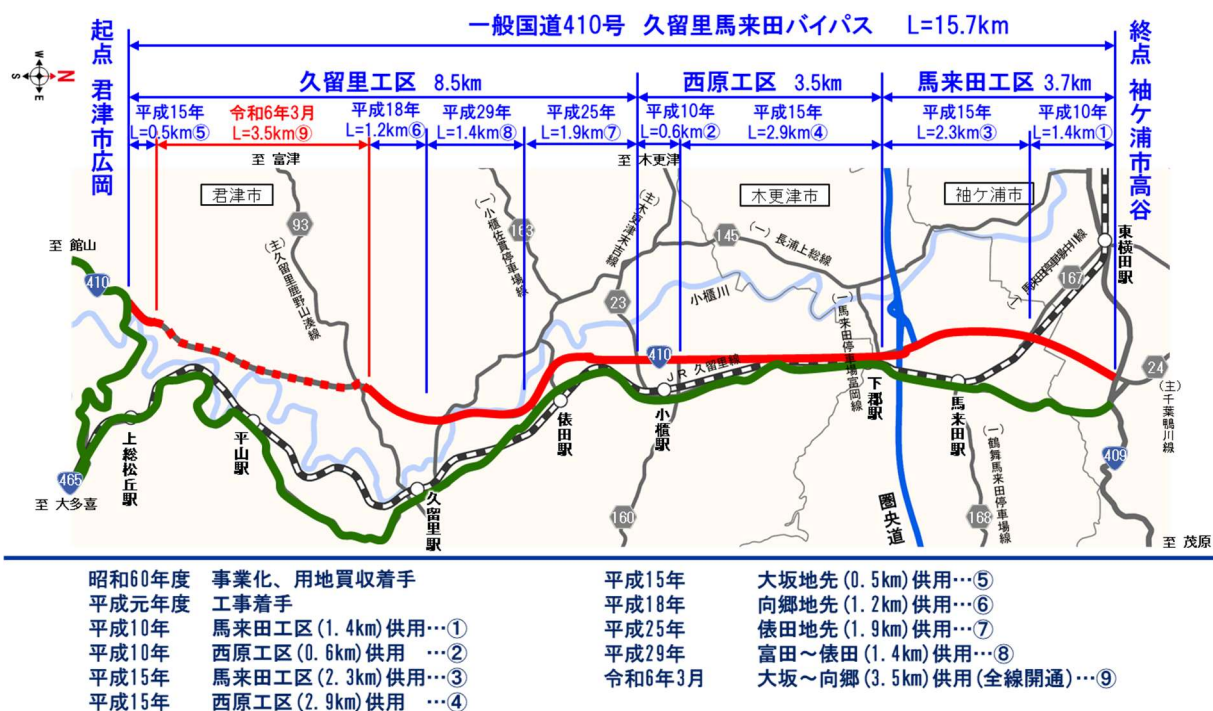 一般国道410号 久留里馬来田バイパス L=15.7km
起点 君津市広岡
終点 袖ケ浦市高谷
W
S
N
E
久留里工区 8.5km
西原工区 3.5km
馬来田工区 3.7km
平成15年
L=0.5km⑤
令和6年3月
L=3.5km⑨
平成18年
L=1.2km⑥
平成29年
L=1.4km⑧
平成25年
L=1.9km⑦
平成10年
L=0.6km②
平成15年
L=2.9km④
平成15年
L=2.3km③
平成10年
L=1.4km①
至 富津
至 木更津
君津市
木更津市
袖ケ浦市
至 館山
410
93
(主)久留里鹿野山湊線
(一)小櫃佐貫停車場線
163
(主)木更津末吉線
23
145
(一)長浦上総線
小櫃川
(一)馬来田停車場富岡線
(一)馬来田停車場中川線
167
東横田駅
410
JR 久留里線
24
(主)千葉鴨川線
409
上総松丘駅
平山駅
久留里駅
俵田駅
小櫃駅
下郡駅
馬来田駅
465
至 大多喜
160
圏央道
(一)鶴舞馬来田停車場線
168
至 茂原
昭和60年度 事業化、用地買収着手
平成元年度 工事着手
平成10年 馬来田工区(1.4km)供用…①
平成10年 西原工区(0.6km)供用 …②
平成15年 馬来田工区(2.3km)供用…③
平成15年 西原工区(2.9km)供用 …④
平成15年 大坂地先(0.5km)供用…⑤
平成18年 向郷地先(1.2km)供用…⑥
平成25年 俵田地先(1.9km)供用…⑦
平成29年 富田～俵田(1.4km)供用…⑧
令和6年3月 大坂～向郷(3.5km)供用(全線開通)…⑨